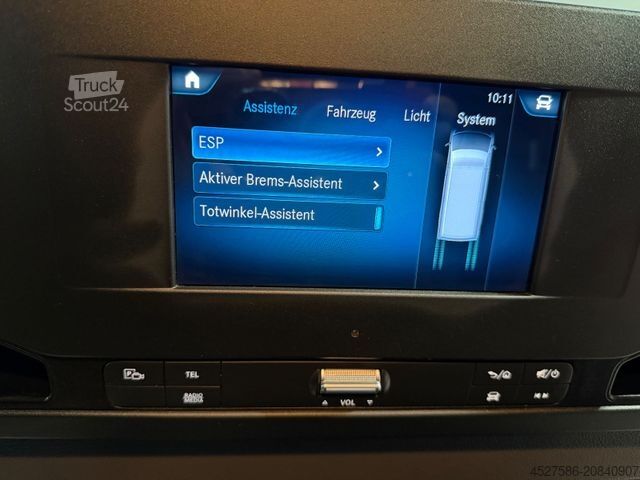 Truck
Scout24
10:11
Assistenz
Fahrzeug
Licht
System
ESP
Aktiver Brems-Assistent
Totwinkel-Assistent
P
TEL
RADIO
MEDIA
VOL
4527586-20840907